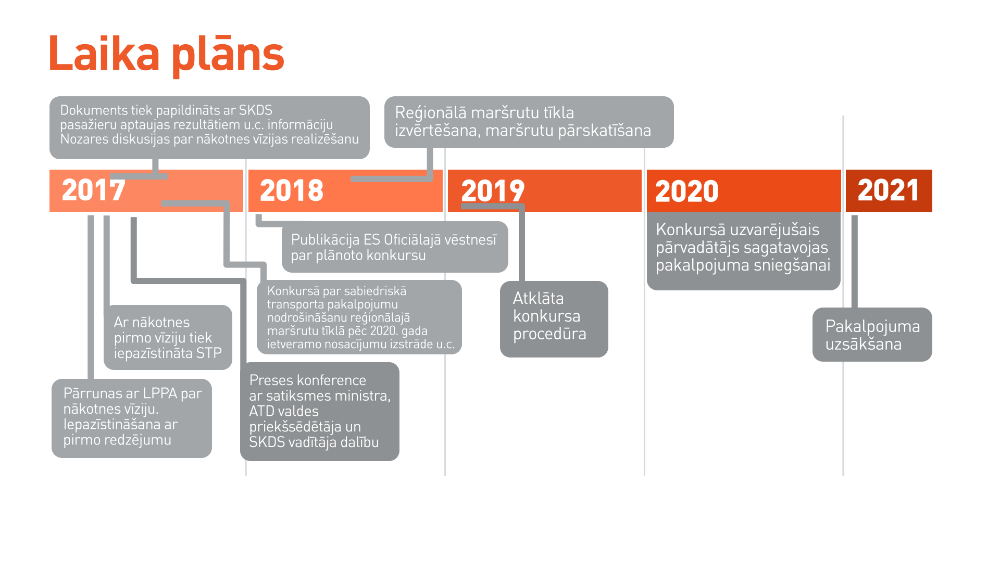 Laika plāns
Dokuments tiek papildināts ar SKDS
pasažieru aptaujas rezultātiem u.c. informāciju
Nozares diskusijas par nākotnes vīzijas realizēšanu
Reģionālā maršrutu tīkla
izvērtēšana, maršrutu pārskatīšana
2017
2018
2019
2020
2021
Publikācija ES Oficiālajā vēstnesī
par plānoto konkursu
Konkursā uzvarējušais
pārvadātājs sagatavojas
pakalpojuma sniegšanai
Konkursā par sabiedriskā
transporta pakalpojumu
nodrošināšanu reģionālajā
maršrutu tīklā pēc 2020. gada
ietveramo nosacījumu izstrāde u.c.
Atklāta
konkursa
procedūra
Ar nākotnes
pirmo vīziju tiek
iepazīstināta STP
Pakalpojuma
uzsākšana
Pārrunas ar LPPA par
nākotnes vīziju.
Iepazīstināšana ar
pirmo redzējumu
Preses konference
ar satiksmes ministra,
ATD valdes
priekšsēdētāja un
SKDS vadītāja dalību